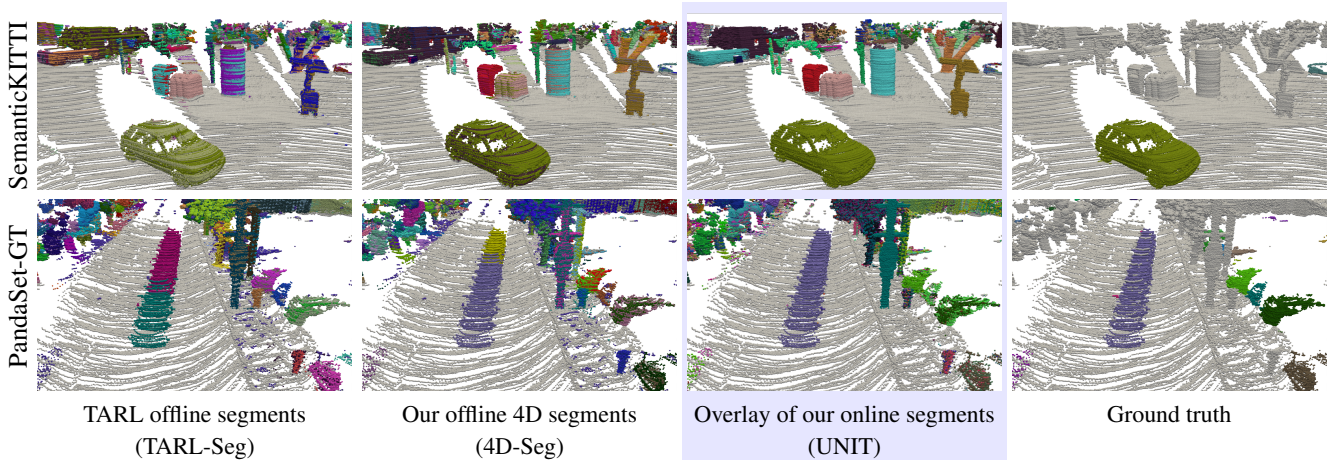 SemanticKITTI
PandaSet-GT
TARL offline segments
(TARL-Seg)
Our offline 4D segments
(4D-Seg)
Overlay of our online segments
(UNIT)
Ground truth